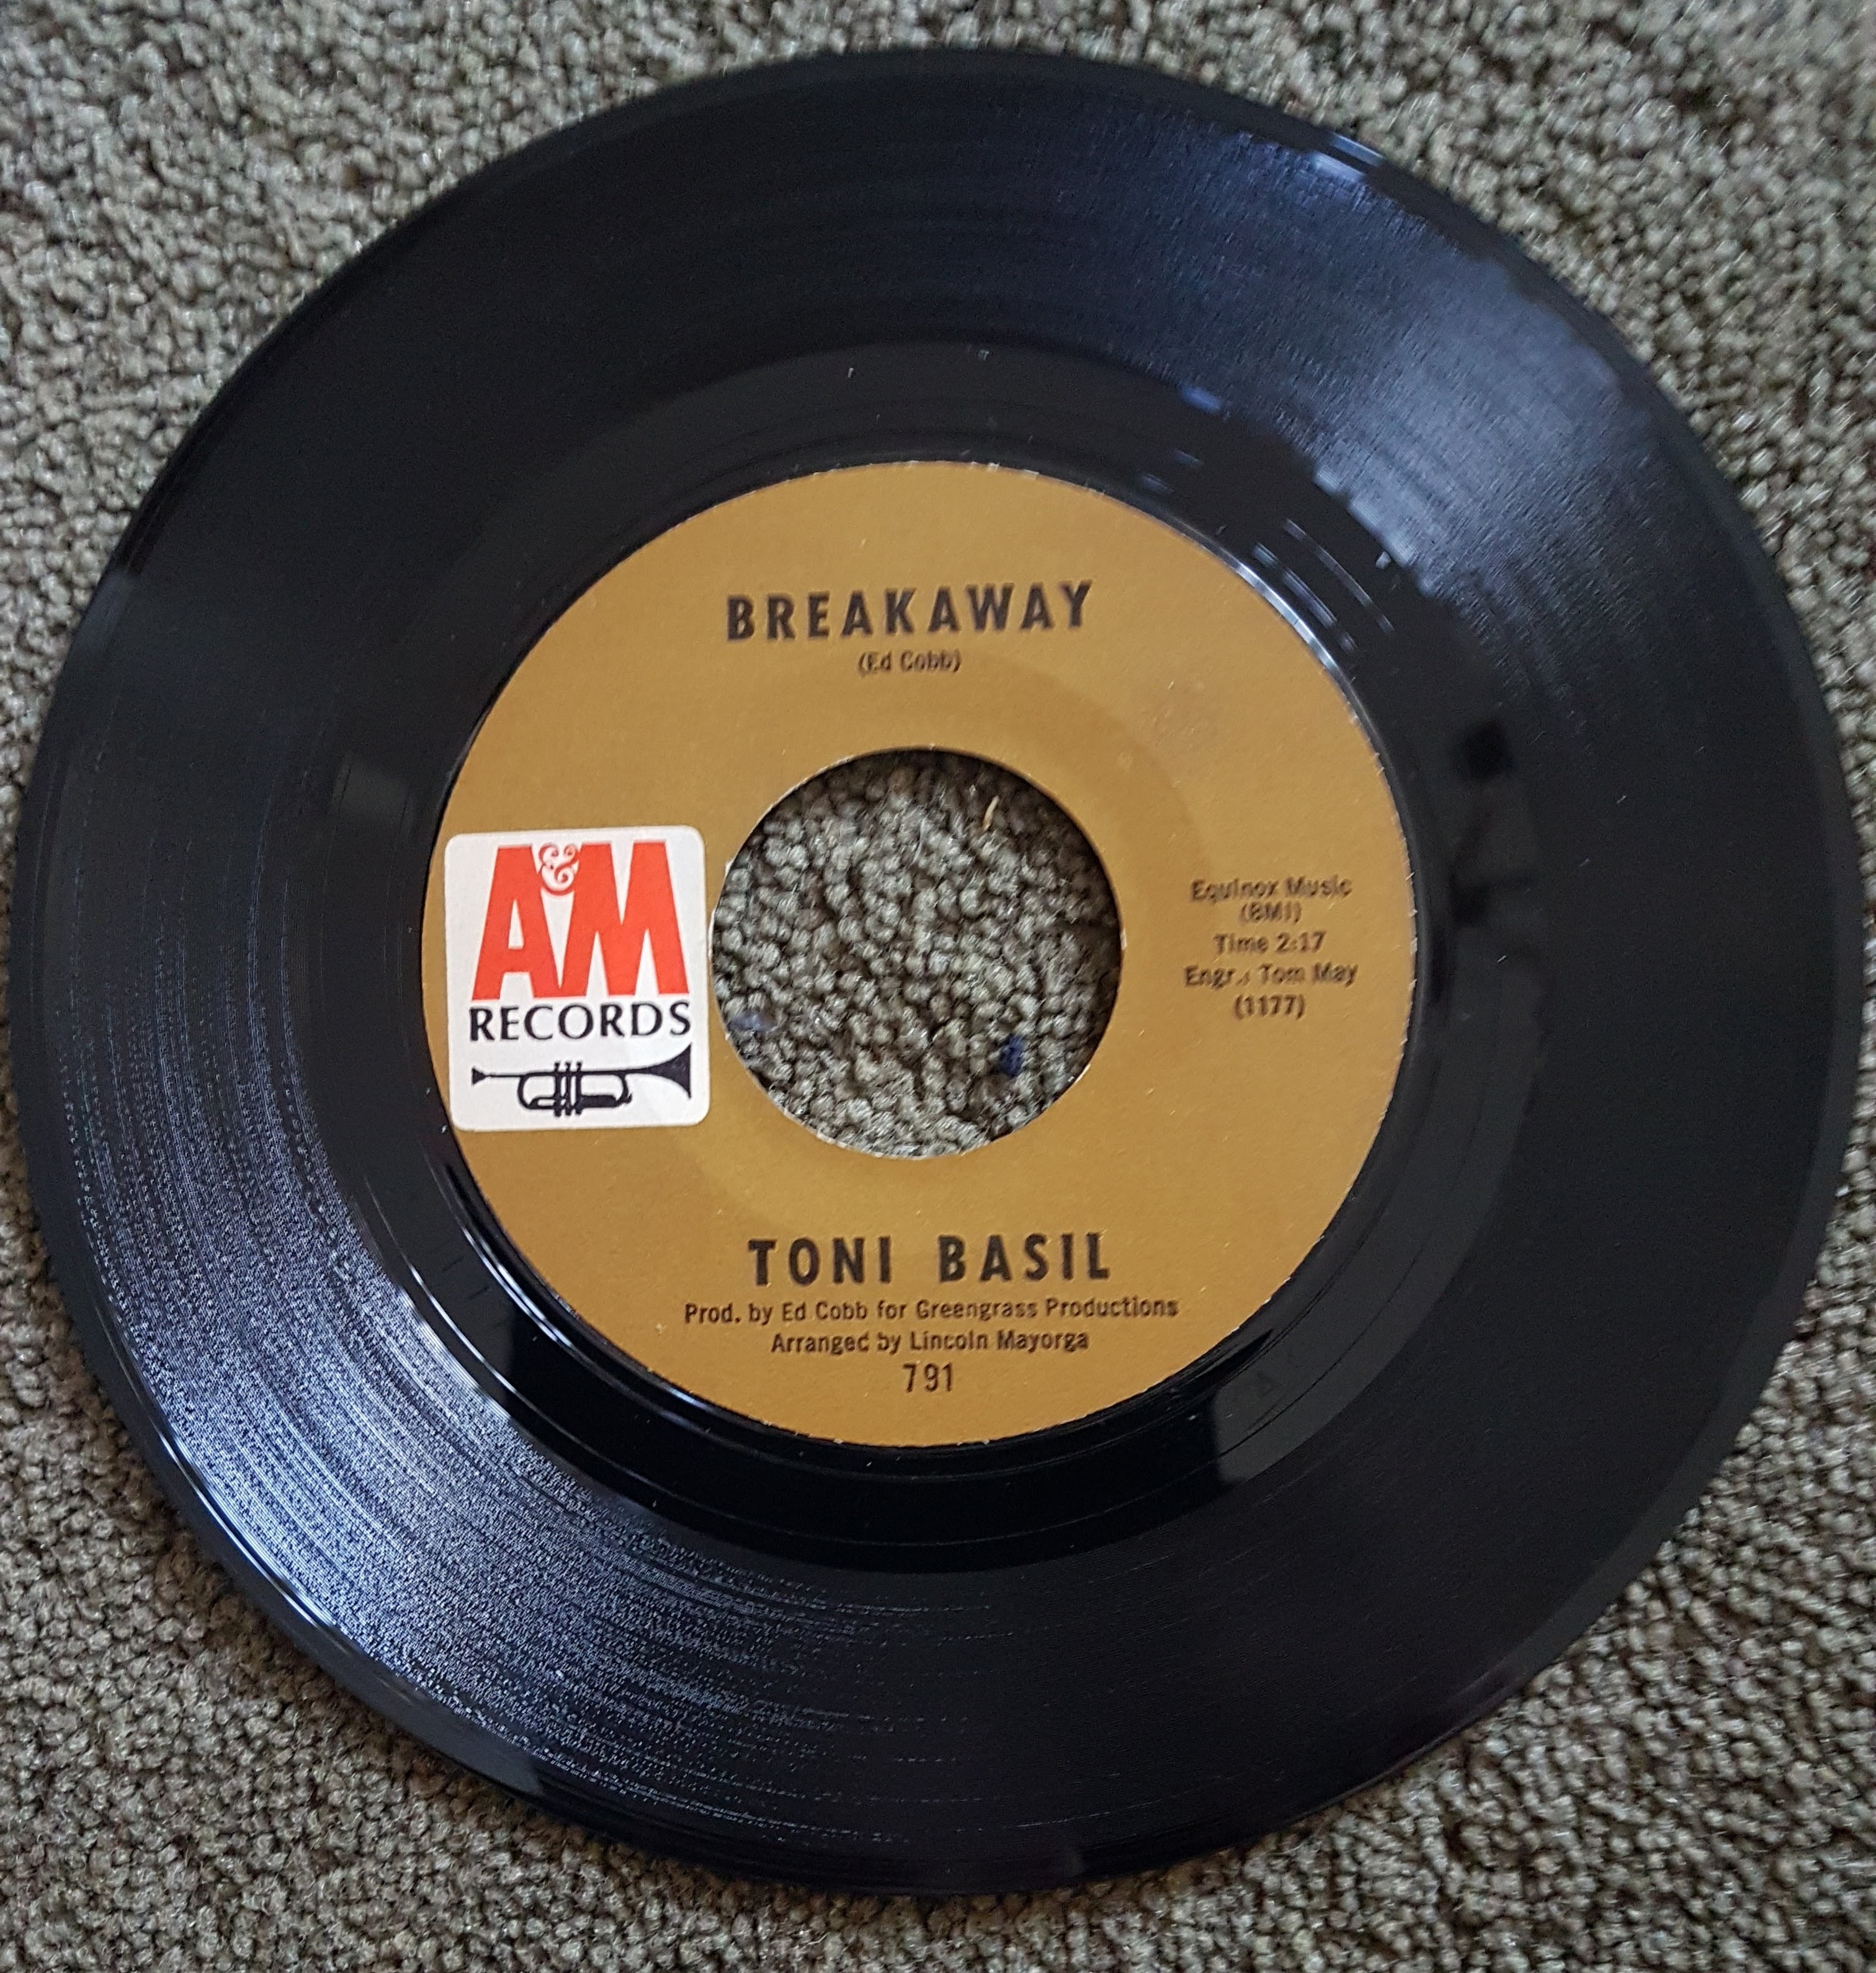 BREAKAWAY
(Ed Cobb)
A&M
RECORDS
Equinox Music
(BMI)
Time 2:17
Engr.: Tom May
(1177)
TONI BASIL
Prod. by Ed Cobb for Greengrass Productions
Arranged by Lincoln Mayorga
791